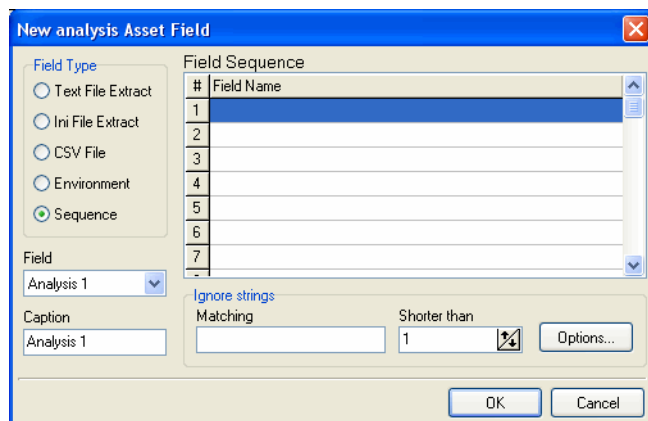 New analysis Asset Field
Field Type
Text File Extract
Ini File Extract
CSV File
Environment
Sequence
Field
Analysis 1
Caption
Analysis 1
Field Sequence
# Field Name
1
2
3
4
5
6
7
Ignore strings
Matching Shorter than
1 Options...
OK Cancel